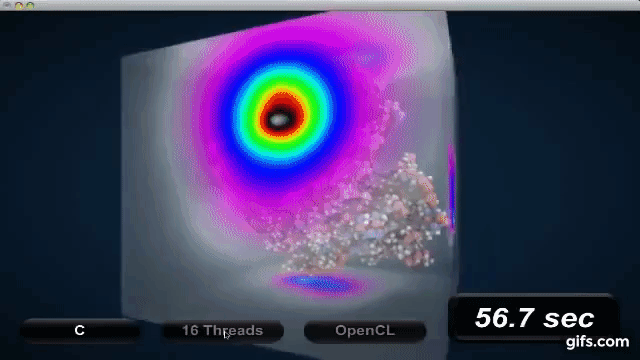 C
16 Threads
OpenCL
56.7 sec
gifs.com